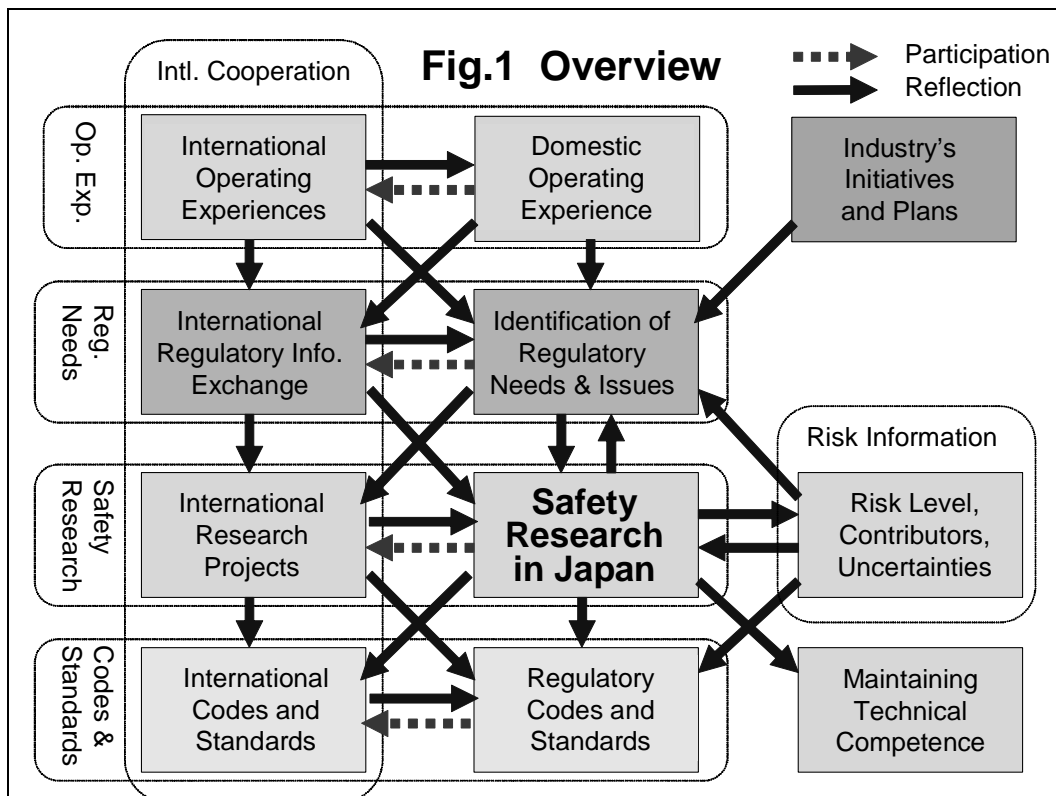 Fig.1 Overview
Participation
Reflection
Intl. Cooperation
Op. Exp.
International
Operating
Experiences
Domestic
Operating
Experience
Industry's
Initiatives
and Plans
Reg.
Needs
International
Regulatory Info.
Exchange
Identification of
Regulatory
Needs & Issues
Risk Information
Safety
Research
International
Research
Projects
Safety
Research
in Japan
Risk Level,
Contributors,
Uncertainties
Codes &
Standards
International
Codes and
Standards
Regulatory
Codes and
Standards
Maintaining
Technical
Competence